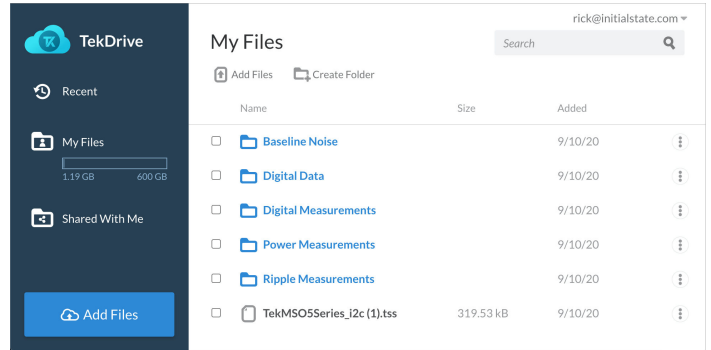 TK
TekDrive
Recent
My Files
1.19 GB 600 GB
Shared With Me
Add Files
rick@initialstate.com
My Files
Search
Add Files Create Folder
Name Size Added
Baseline Noise 9/10/20
Digital Data 9/10/20
Digital Measurements 9/10/20
Power Measurements 9/10/20
Ripple Measurements 9/10/20
TekMSO5Series_i2c (1).tss 319.53 kB 9/10/20